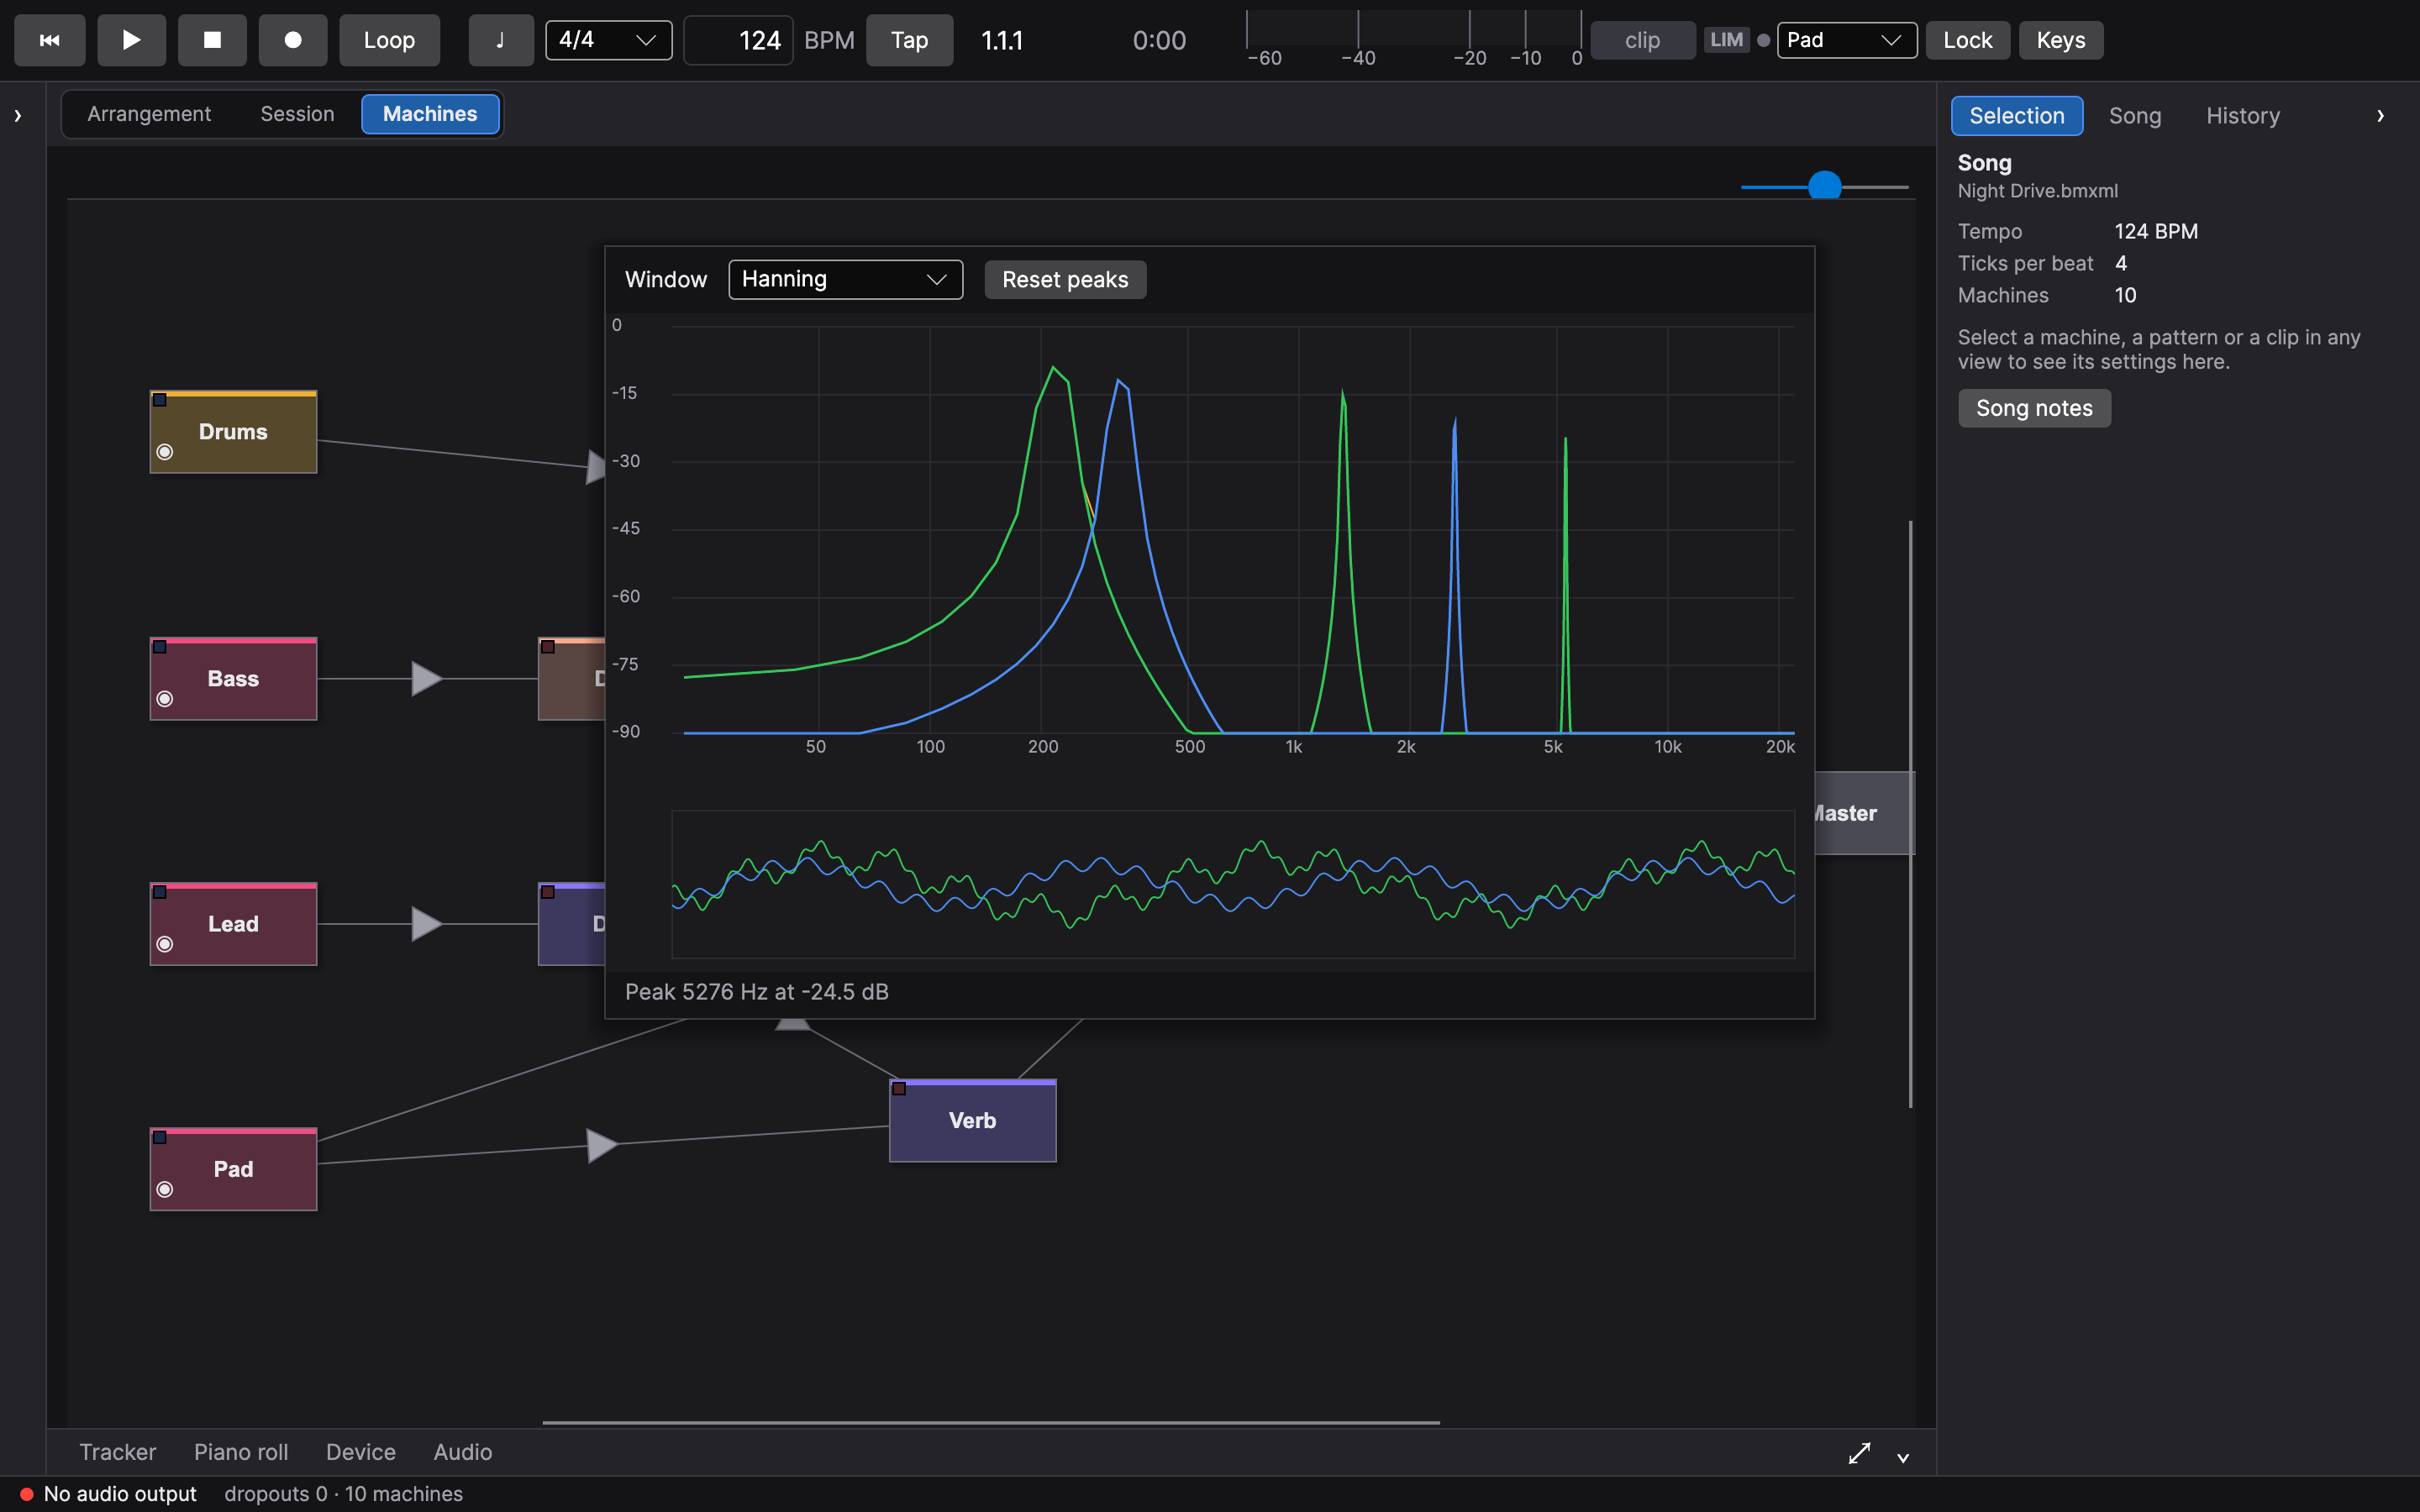 Loop
4/4
124 BPM
Tap
1.1.1
0:00
−60 −40 −20 −10 0
clip
LIM
Pad
Lock
Keys
Arrangement Session Machines
Selection Song History
Song
Night Drive.bmxml
Tempo 124 BPM
Ticks per beat 4
Machines 10
Select a machine, a pattern or a clip in any
view to see its settings here.
Song notes
Window Hanning Reset peaks
0
-15
-30
-45
-60
-75
-90
50 100 200 500 1k 2k 5k 10k 20k
Peak 5276 Hz at -24.5 dB
Drums
Bass
D
Lead
D
Master
Pad
Verb
Tracker Piano roll Device Audio
No audio output dropouts 0 · 10 machines